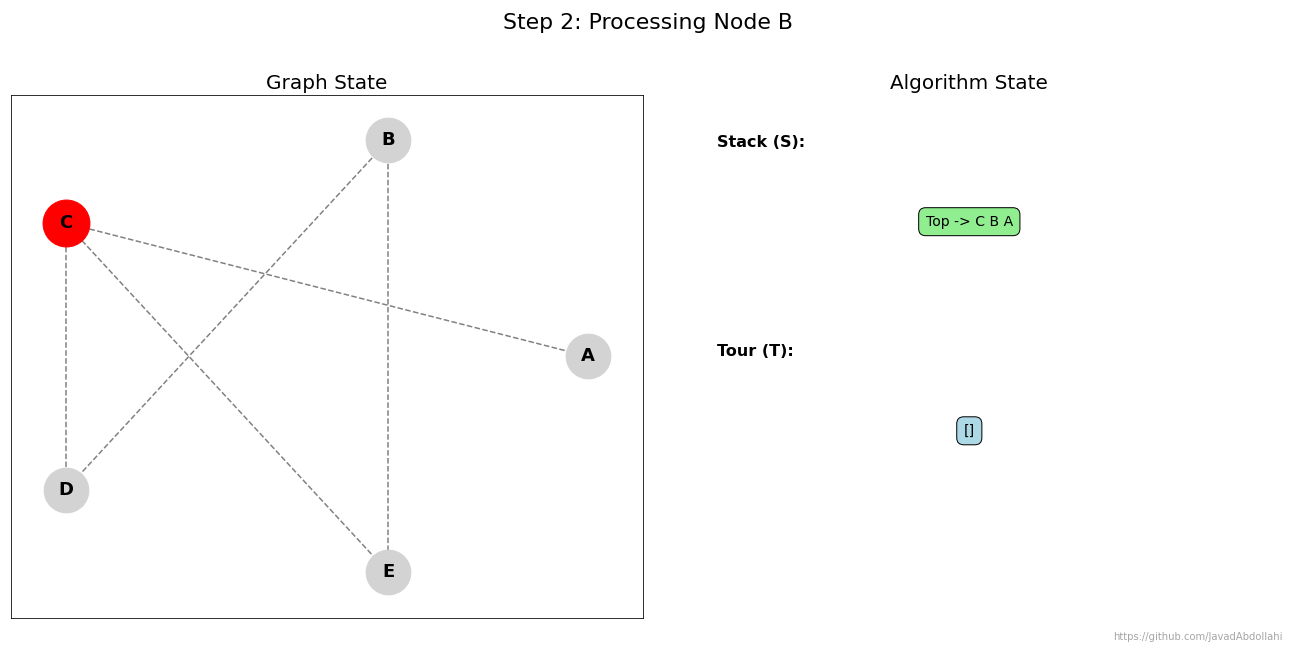 Step 2: Processing Node B
Graph State
B
C
A
D
E
Algorithm State
Stack (S):
Top -> C B A
Tour (T):
[]
https://github.com/JavadAbdollahi